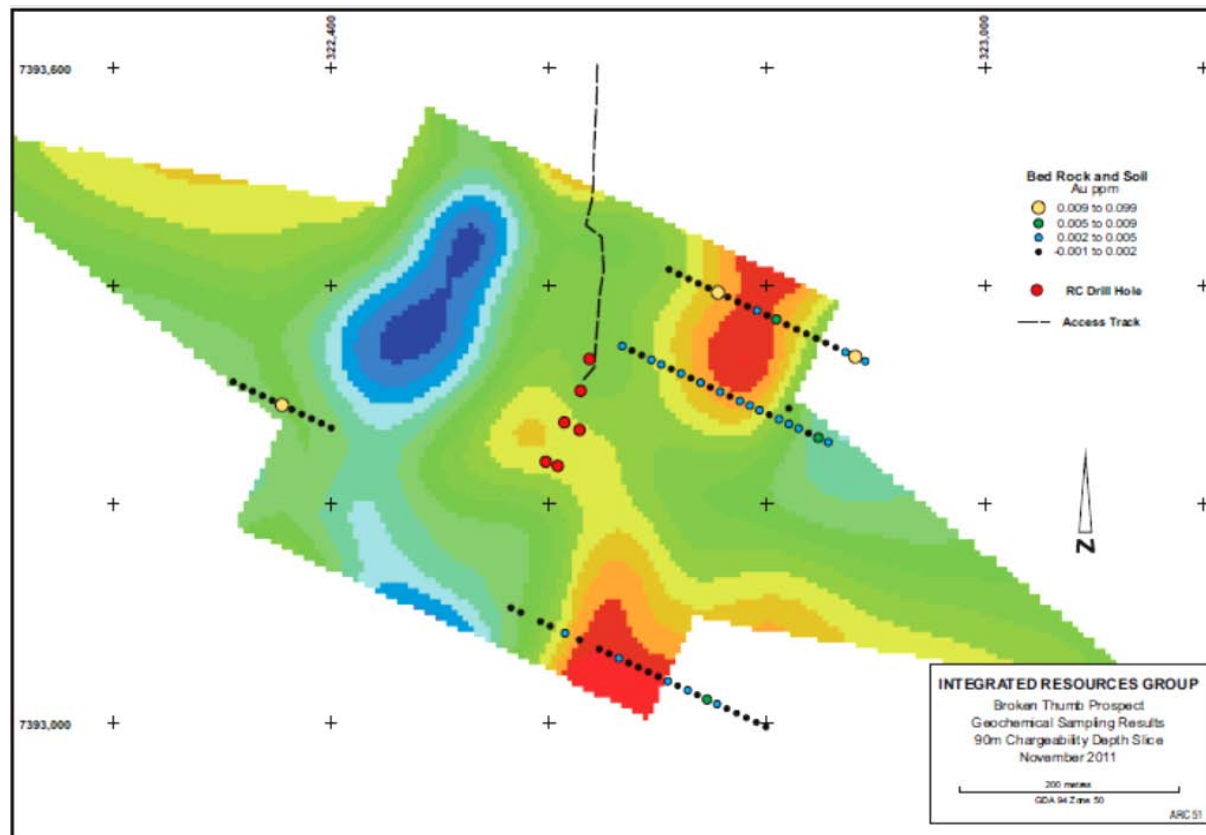 322,400
323,000
7393,600
Bed Rock and Soil
Au ppm
0.009 to 0.099
0.005 to 0.009
0.002 to 0.005
-0.001 to 0.002
RC Drill Hole
Access Track
N
7393,000
INTEGRATED RESOURCES GROUP
Broken Thumb Prospect
Geochemical Sampling Results
90m Chargeability Depth Slice
November 2011
200 metres
GDA 94 Zone 50
ARC 51